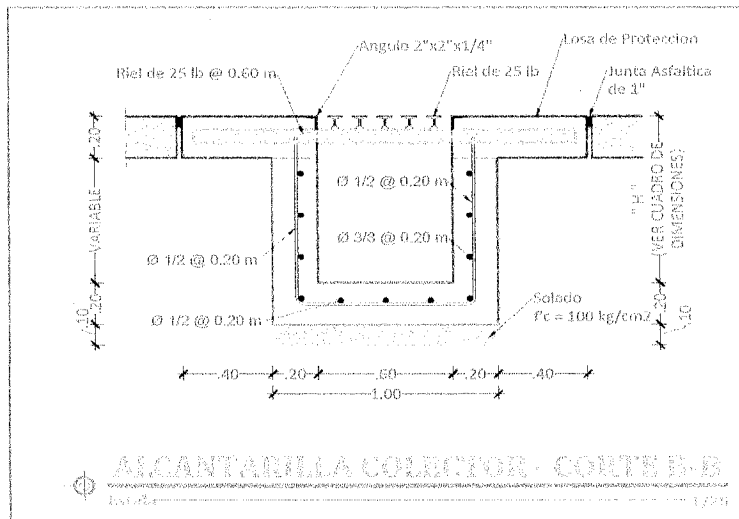 Angulo 2"x2"x1/4"
Losa de Proteccion
Riel de 25 lb @ 0.60 m
Riel de 25 lb
Junta Asfaltica
de 1"
.20
VARIABLE
.20
.10
Ø 1/2 @ 0.20 m
Ø 3/8 @ 0.20 m
Ø 1/2 @ 0.20 m
Ø 1/2 @ 0.20 m
"H"
(VER CUADRO DE
DIMENSIONES)
.20
.10
Solado
f'c = 100 kg/cm2
.40
.20
.60
.20
.40
1.00
ALCANTARILLA COLECTOR - CORTE B-B
Escala
1/25